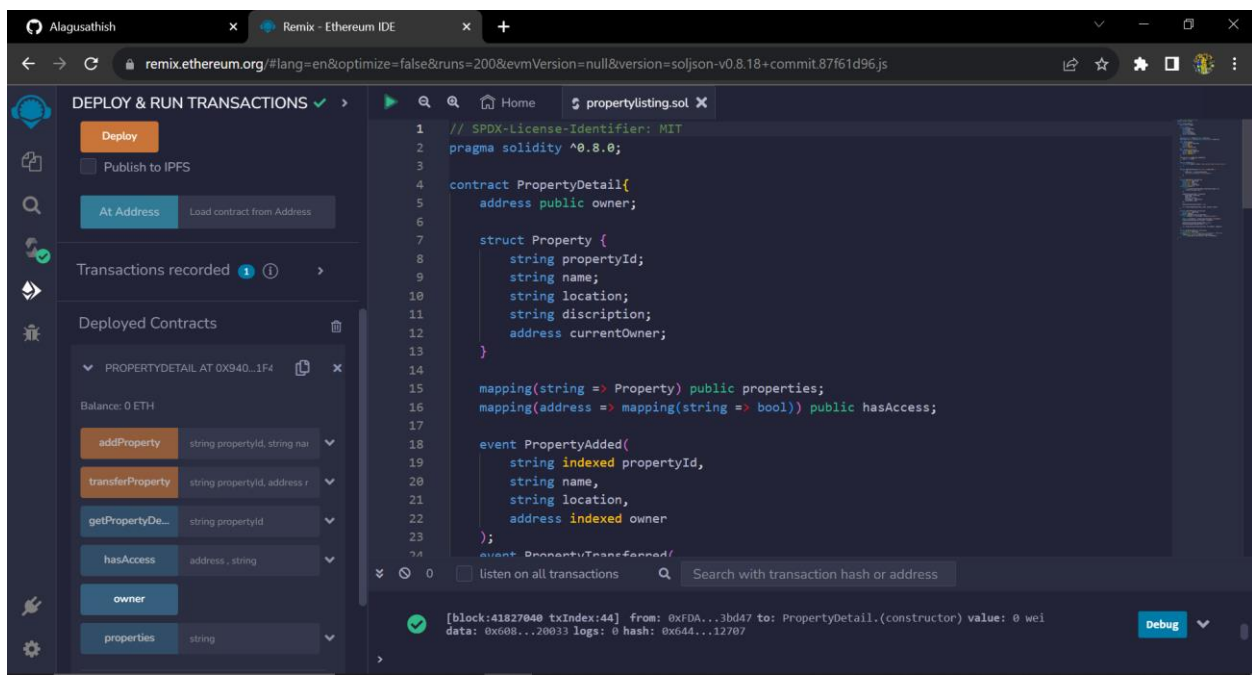 Alagusathish
Remix - Ethereum IDE
remix.ethereum.org/#lang=en&optimize=false&runs=200&evmVersion=null&version=soljson-v0.8.18+commit.87f61d96.js
DEPLOY & RUN TRANSACTIONS
Deploy
Publish to IPFS
At Address Load contract from Address
Transactions recorded 1 i
Deployed Contracts
PROPERTYDETAIL AT 0X940...1F4
Balance: 0 ETH
addProperty string propertyId, string nar
transferProperty string propertyId, address r
getPropertyDe... string propertyId
hasAccess address , string
owner
properties string
Home propertylisting.sol
1 // SPDX-License-Identifier: MIT
2 pragma solidity ^0.8.0;
3
4 contract PropertyDetail{
5 address public owner;
6
7 struct Property {
8 string propertyId;
9 string name;
10 string location;
11 string discription;
12 address currentOwner;
13 }
14
15 mapping(string => Property) public properties;
16 mapping(address => mapping(string => bool)) public hasAccess;
17
18 event PropertyAdded(
19 string indexed propertyId,
20 string name,
21 string location,
22 address indexed owner
23 );
24 event PropertyTransferred(
0 listen on all transactions Search with transaction hash or address
[block:41827040 txIndex:44] from: 0xFDA...3bd47 to: PropertyDetail.(constructor) value: 0 wei
data: 0x608...20033 logs: 0 hash: 0x644...12707
Debug
>